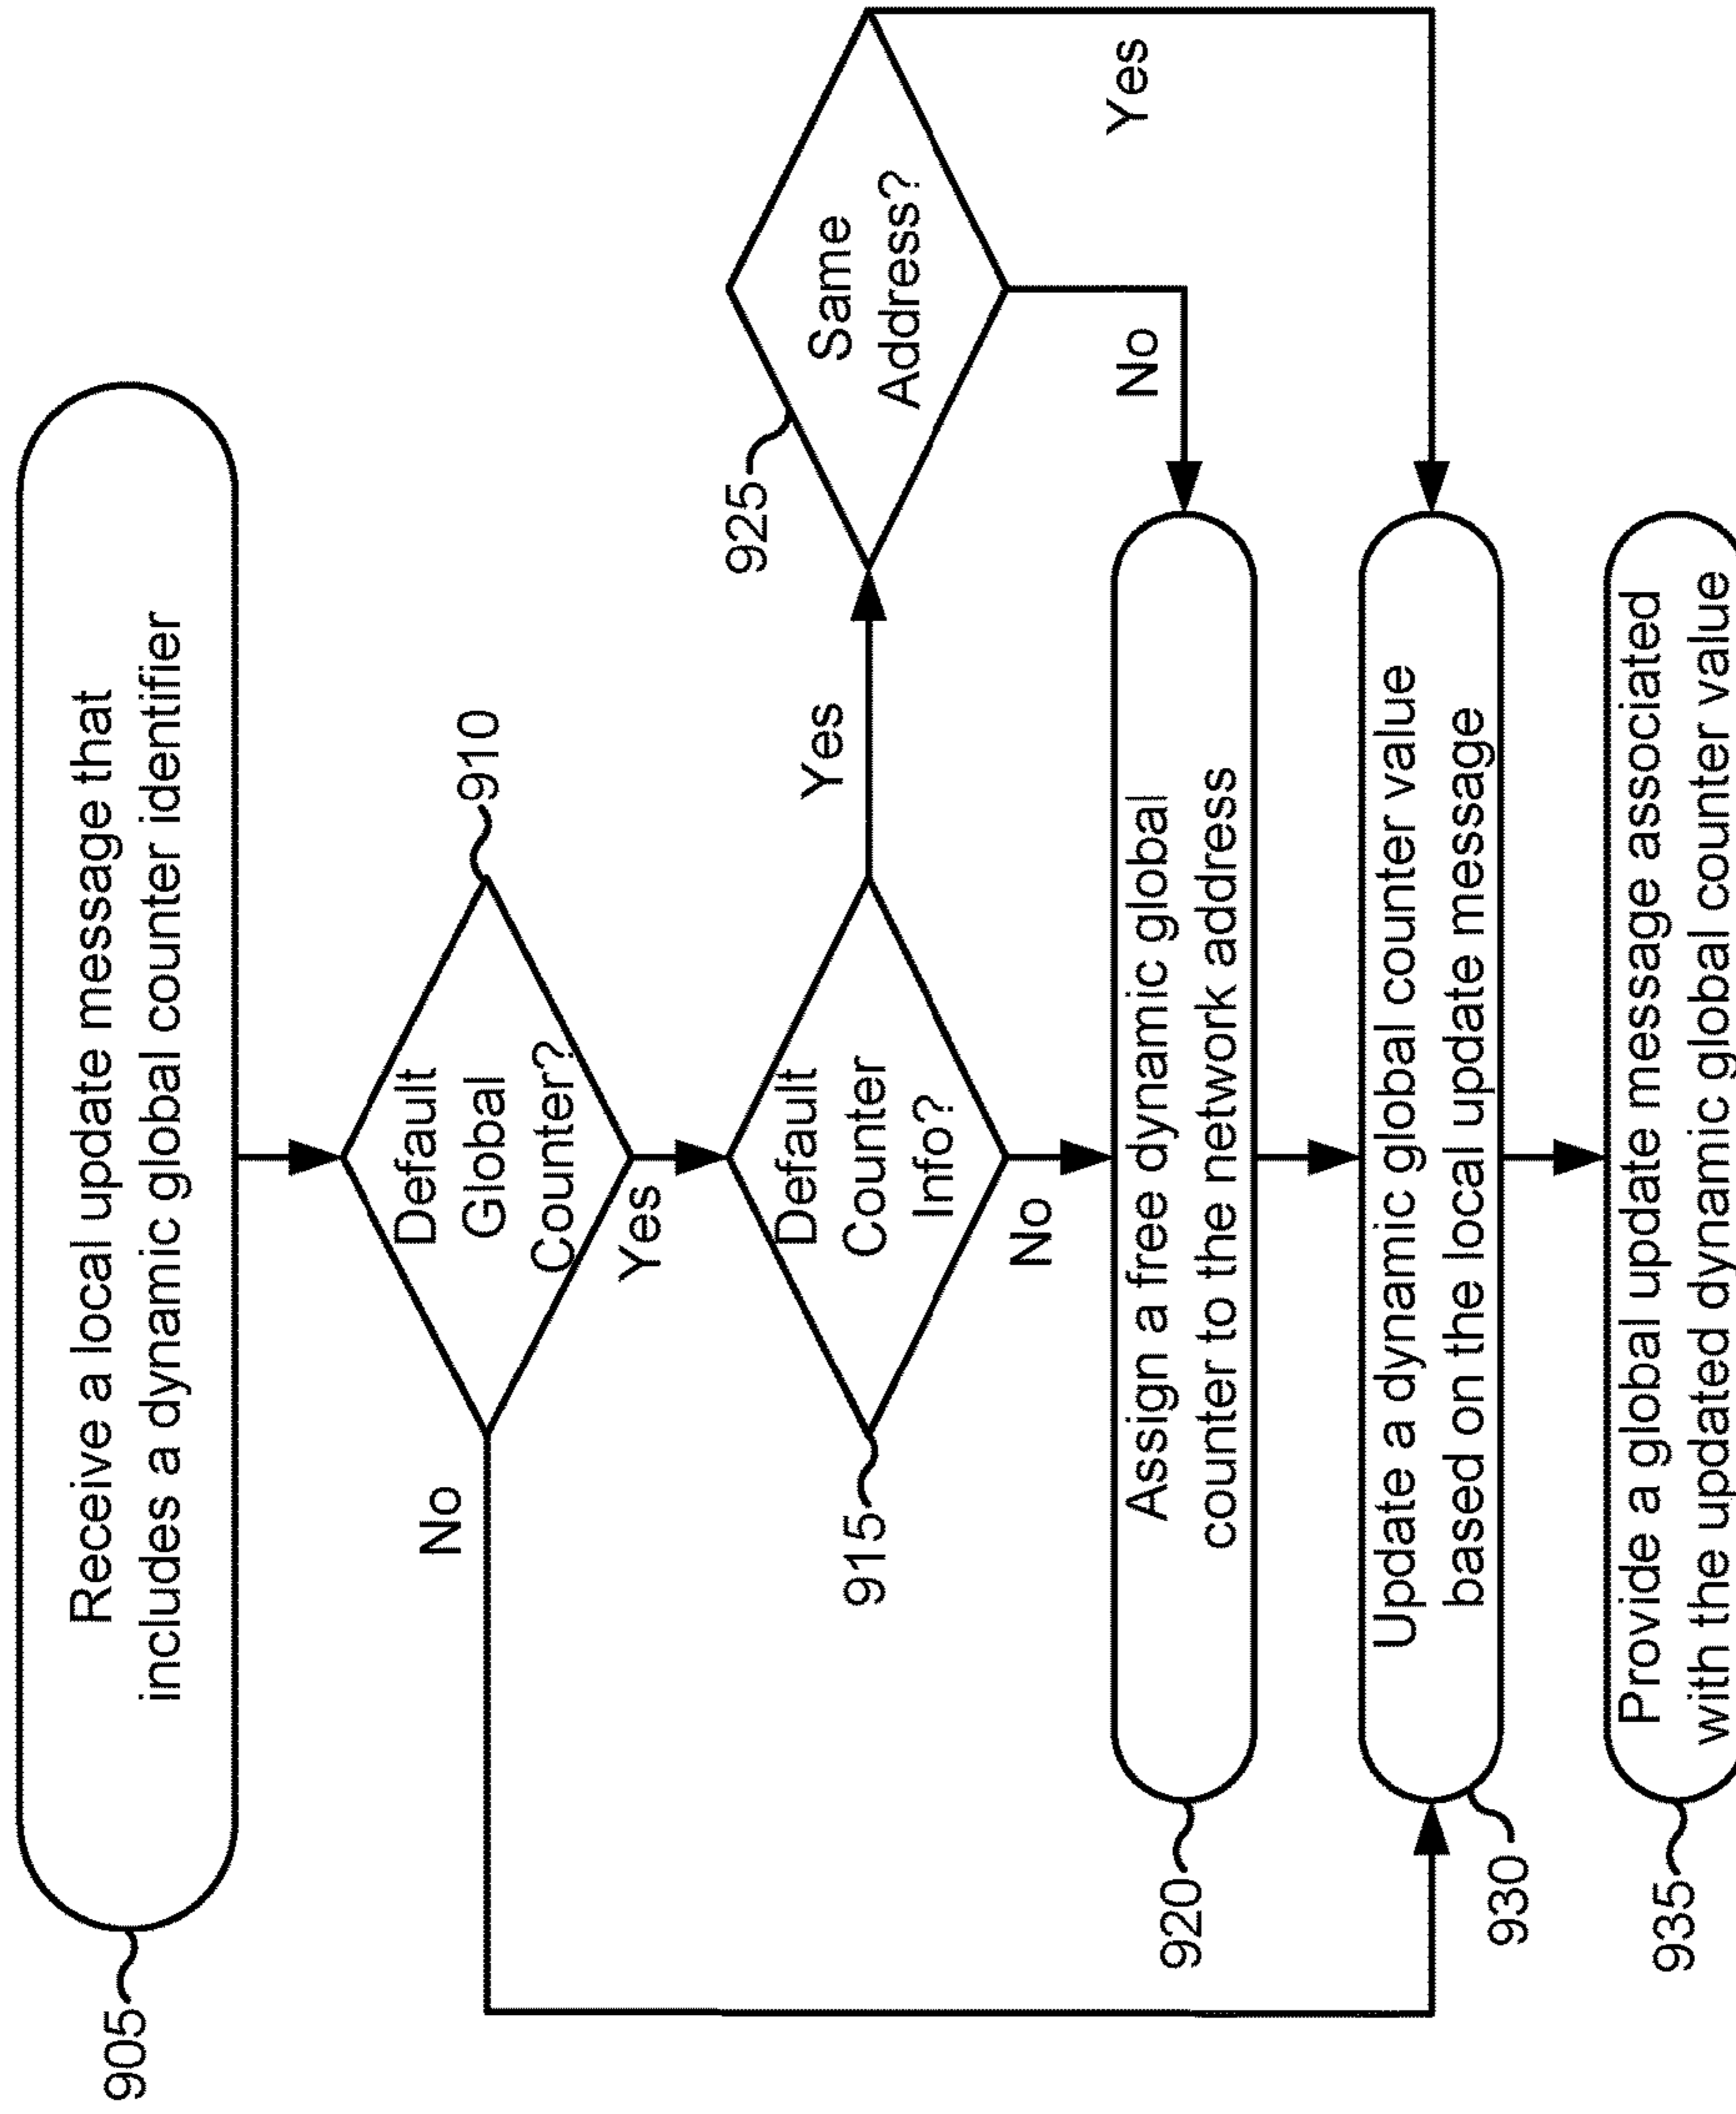 905
Receive a local update message that
includes a dynamic global counter identifier
910
Default
Global
Counter?
No
Yes
915
Default
Counter
Info?
Yes
No
925
Same
Address?
No
Yes
920
Assign a free dynamic global
counter to the network address
930
Update a dynamic global counter value
based on the local update message
935
Provide a global update message associated
with the updated dynamic global counter value